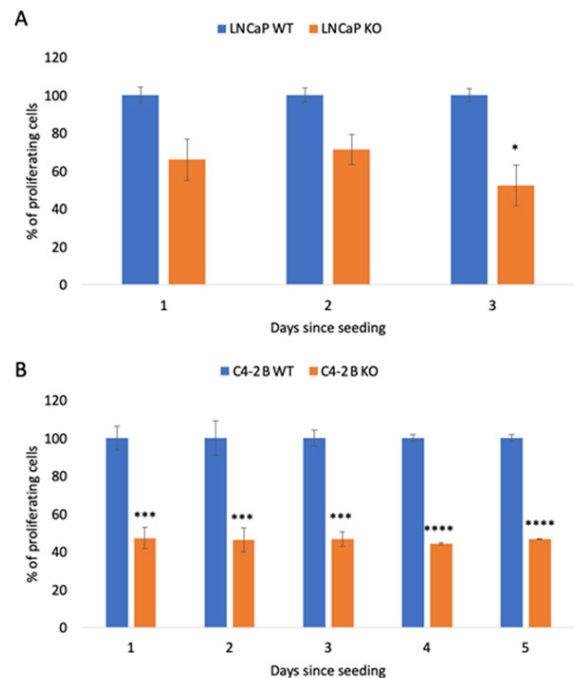 A
LNCaP WT LNCaP KO
% of proliferating cells
120
100
80
60
40
20
0
*
1 2 3
Days since seeding
B
C4-2B WT C4-2B KO
% of proliferating cells
120
100
80
60
40
20
0
*** *** *** **** ****
1 2 3 4 5
Days since seeding